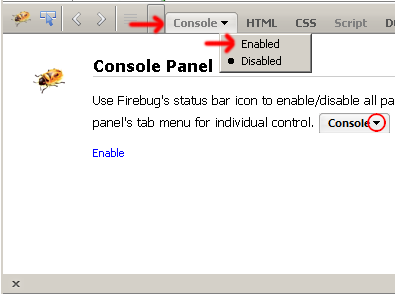 Console HTML CSS Script
Enabled
Disabled
Console Panel
Use Firebug's status bar icon to enable/disable all pa
panel's tab menu for individual control. Console
Enable